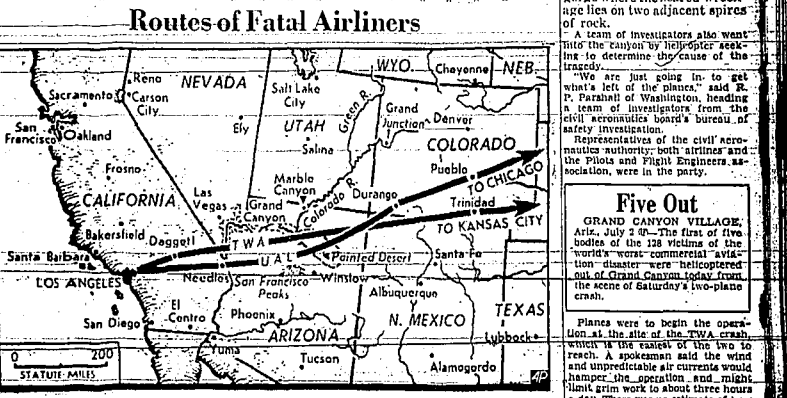 Routes of Fatal Airliners
WYO.
Cheyenne
NEB.
Reno
NEVADA
Salt Lake
City
Sacramento
Carson
City
Green R.
Grand
Junction
Denver
San
Francisco
Oakland
Ely
UTAH
Salina
COLORADO
Pueblo
TO CHICAGO
Fresno
Marble
Canyon
Colorado R.
Durango
CALIFORNIA
Las
Vegas
Grand
Canyon
Trinidad
TO KANSAS CITY
Bakersfield
Daggett
TWA
UAL
Painted Desert
Santa Fe
Santa Barbara
LOS ANGELES
Needles
San Francisco
Peaks
Winslow
Albuquerque
El
Centro
Phoenix
N. MEXICO
TEXAS
San Diego
ARIZONA
Lubbock
Yuma
Tucson
Alamogordo
0 200
STATUTE MILES
AP
age lies on two adjacent spires
of rock.
A team of investigators also went
into the canyon by helicopter seek-
ing to determine the cause of the
tragedy.
"We are just going in to get
what's left of the planes," said R.
P. Parshall of Washington, heading
a team of investigators from the
civil aeronautics board's bureau of
safety investigation.
Representatives of the civil aero-
nautics authority, both airlines and
the Pilots and Flight Engineers as-
sociation, were in the party.
Five Out
GRAND CANYON VILLAGE,
Ariz., July 2 (AP)—The first of five
bodies of the 128 victims of the
world's worst commercial avia-
tion disaster were helicoptered
out of Grand Canyon today from
the scene of Saturday's two-plane
crash.
Planes were to begin the opera-
tion at the site of the TWA crash
which is the easiest of the two to
reach. A spokesman said the wind
and unpredictable air currents would
hamper the operation and might
limit grim work to about three hours